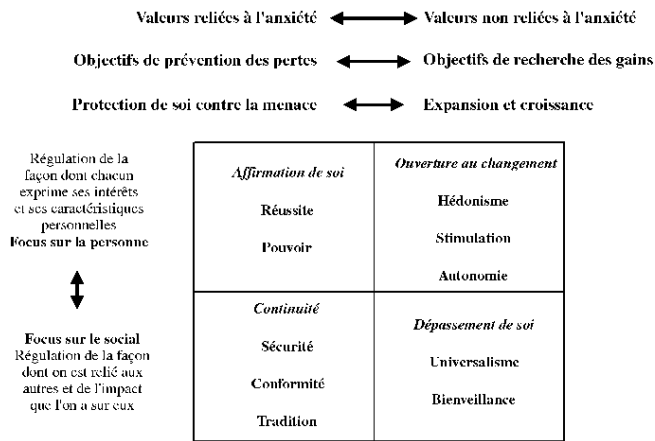 Valeurs reliées à l'anxiété
Valeurs non reliées à l'anxiété
Objectifs de prévention des pertes
Objectifs de recherche des gains
Protection de soi contre la menace
Expansion et croissance
Régulation de la
façon dont chacun
exprime ses intérêts
et ses caractéristiques
personnelles
Focus sur la personne
Affirmation de soi
Réussite
Pouvoir
Ouverture au changement
Hédonisme
Stimulation
Autonomie
Focus sur le social
Régulation de la façon
dont on est relié aux
autres et de l'impact
que l'on a sur eux
Continuité
Sécurité
Conformité
Tradition
Dépassement de soi
Universalisme
Bienveillance